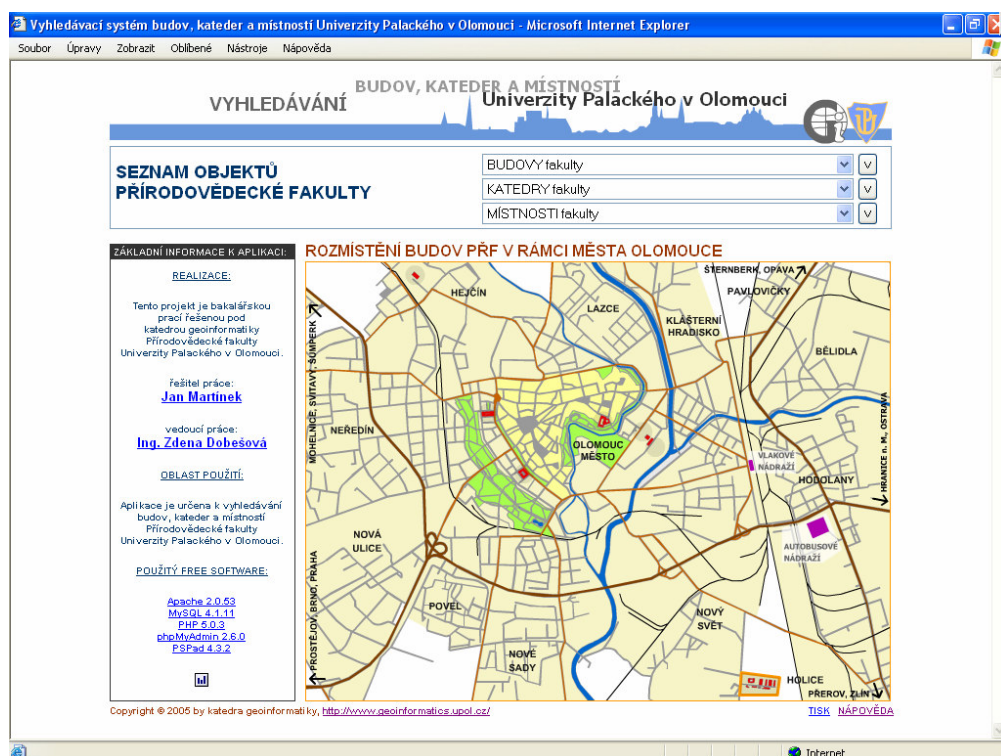 Vyhledávací systém budov, kateder a místností Univerzity Palackého v Olomouci - Microsoft Internet Explorer
Soubor Úpravy Zobrazit Oblíbené Nástroje Nápověda
BUDOV, KATEDER A MÍSTNOSTÍ
VYHLEDÁVÁNÍ Univerzity Palackého v Olomouci
SEZNAM OBJEKTŮ
PŘÍRODOVĚDECKÉ FAKULTY
BUDOVY fakulty V
KATEDRY fakulty V
MÍSTNOSTI fakulty V
ZÁKLADNÍ INFORMACE K APLIKACI:
REALIZACE:
Tento projekt je bakalářskou
prací řešenou pod
katedrou geoinformatiky
Přírodovědecké fakulty
Univerzity Palackého v Olomouci.
řešitel práce:
Jan Martínek
vedoucí práce:
Ing. Zdena Dobešová
OBLAST POUŽITÍ:
Aplikace je určena k vyhledávání
budov, kateder a místností
Přírodovědecké fakulty
Univerzity Palackého v Olomouci.
POUŽITÝ FREE SOFTWARE:
Apache 2.0.53
MySQL 4.1.11
PHP 5.0.3
phpMyAdmin 2.6.0
PSPad 4.3.2
ROZMÍSTĚNÍ BUDOV PŘF V RÁMCI MĚSTA OLOMOUCE
ŠTERNBERK, OPAVA
PAVLOVIČKY
HEJČÍN
LAZCE
KLÁŠTERNÍ
HRADISKO
BĚLIDLA
MOHELNICE, SVITAVY, ŠUMPERK
NEŘEDÍN
OLOMOUC
MĚSTO
VLAKOVÉ
NÁDRAŽÍ
HRANICE n. M., OSTRAVA
HODOLANY
NOVÁ
ULICE
AUTOBUSOVÉ
NÁDRAŽÍ
PROSTĚJOV, BRNO, PRAHA
POVEL
NOVÝ
SVĚT
NOVÉ
SADY
HOLICE
PŘEROV, ZLÍN
Copyright © 2005 by katedra geoinformatiky, http://www.geoinformatics.upol.cz/
TISK NÁPOVĚDA
Internet